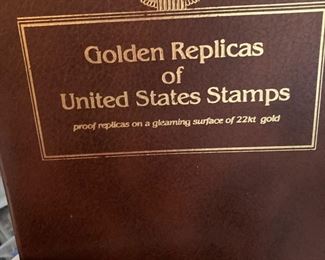 Golden Replicas
of
United States Stamps
proof replicas on a gleaming surface of 22kt gold